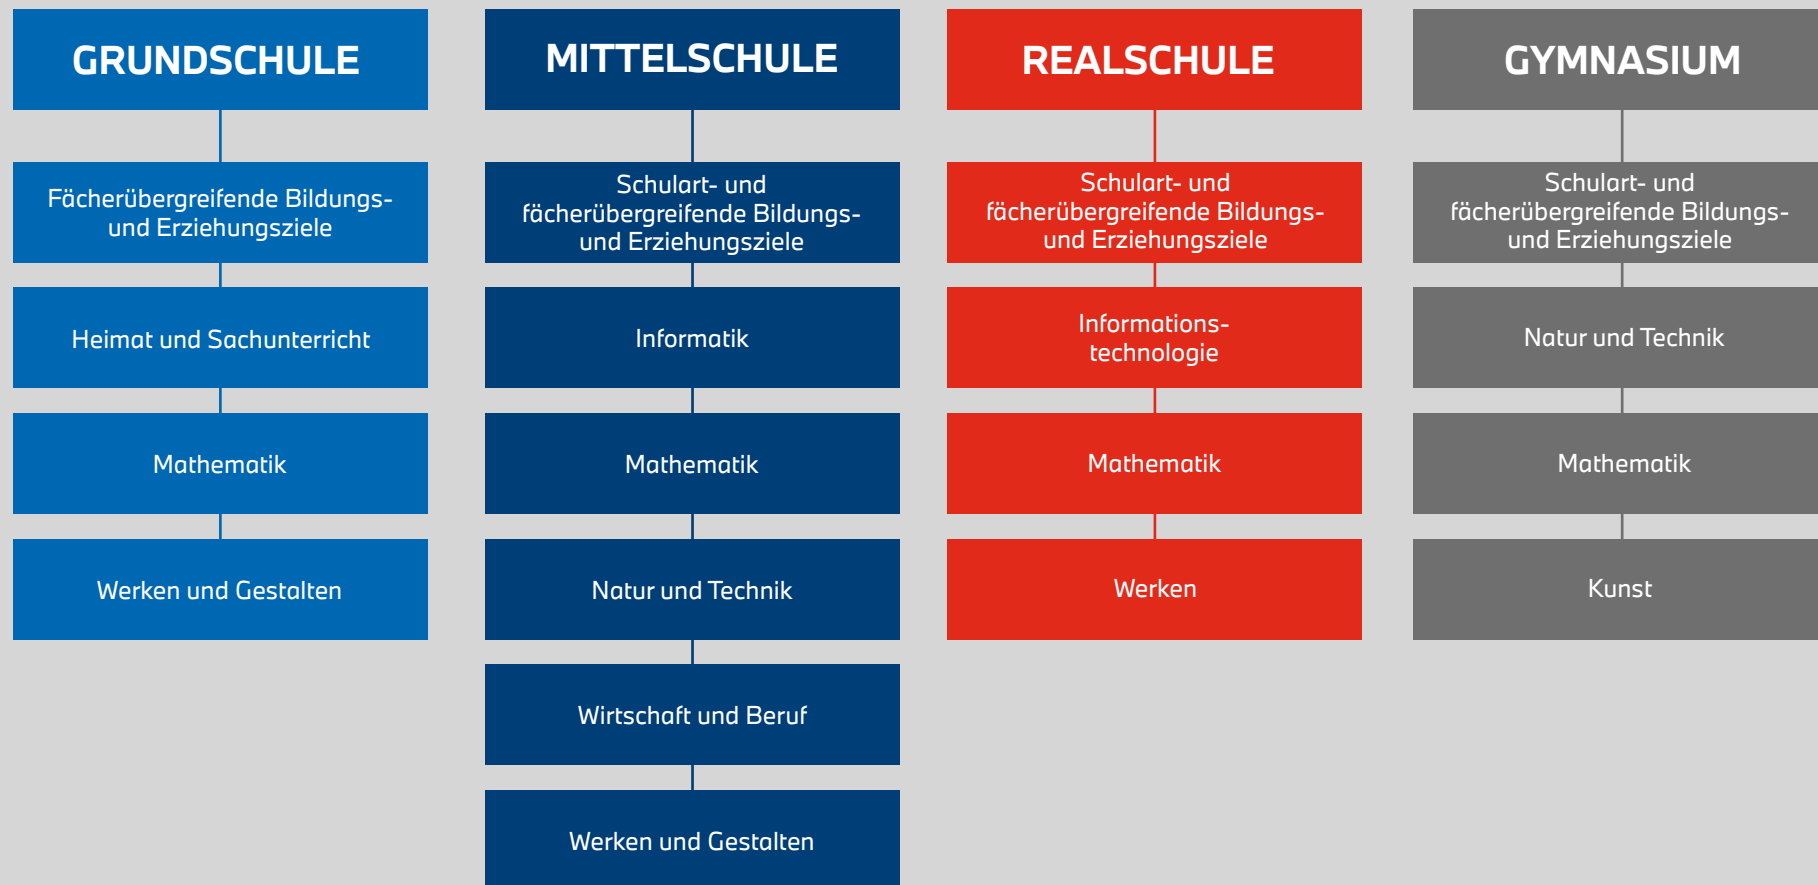 GRUNDSCHULE
Fächerübergreifende Bildungs-
und Erziehungsziele
Heimat und Sachunterricht
Mathematik
Werken und Gestalten
MITTELSCHULE
Schulart- und
fächerübergreifende Bildungs-
und Erziehungsziele
Informatik
Mathematik
Natur und Technik
Wirtschaft und Beruf
Werken und Gestalten
REALSCHULE
Schulart- und
fächerübergreifende Bildungs-
und Erziehungsziele
Informations-
technologie
Mathematik
Werken
GYMNASIUM
Schulart- und
fächerübergreifende Bildungs-
und Erziehungsziele
Natur und Technik
Mathematik
Kunst